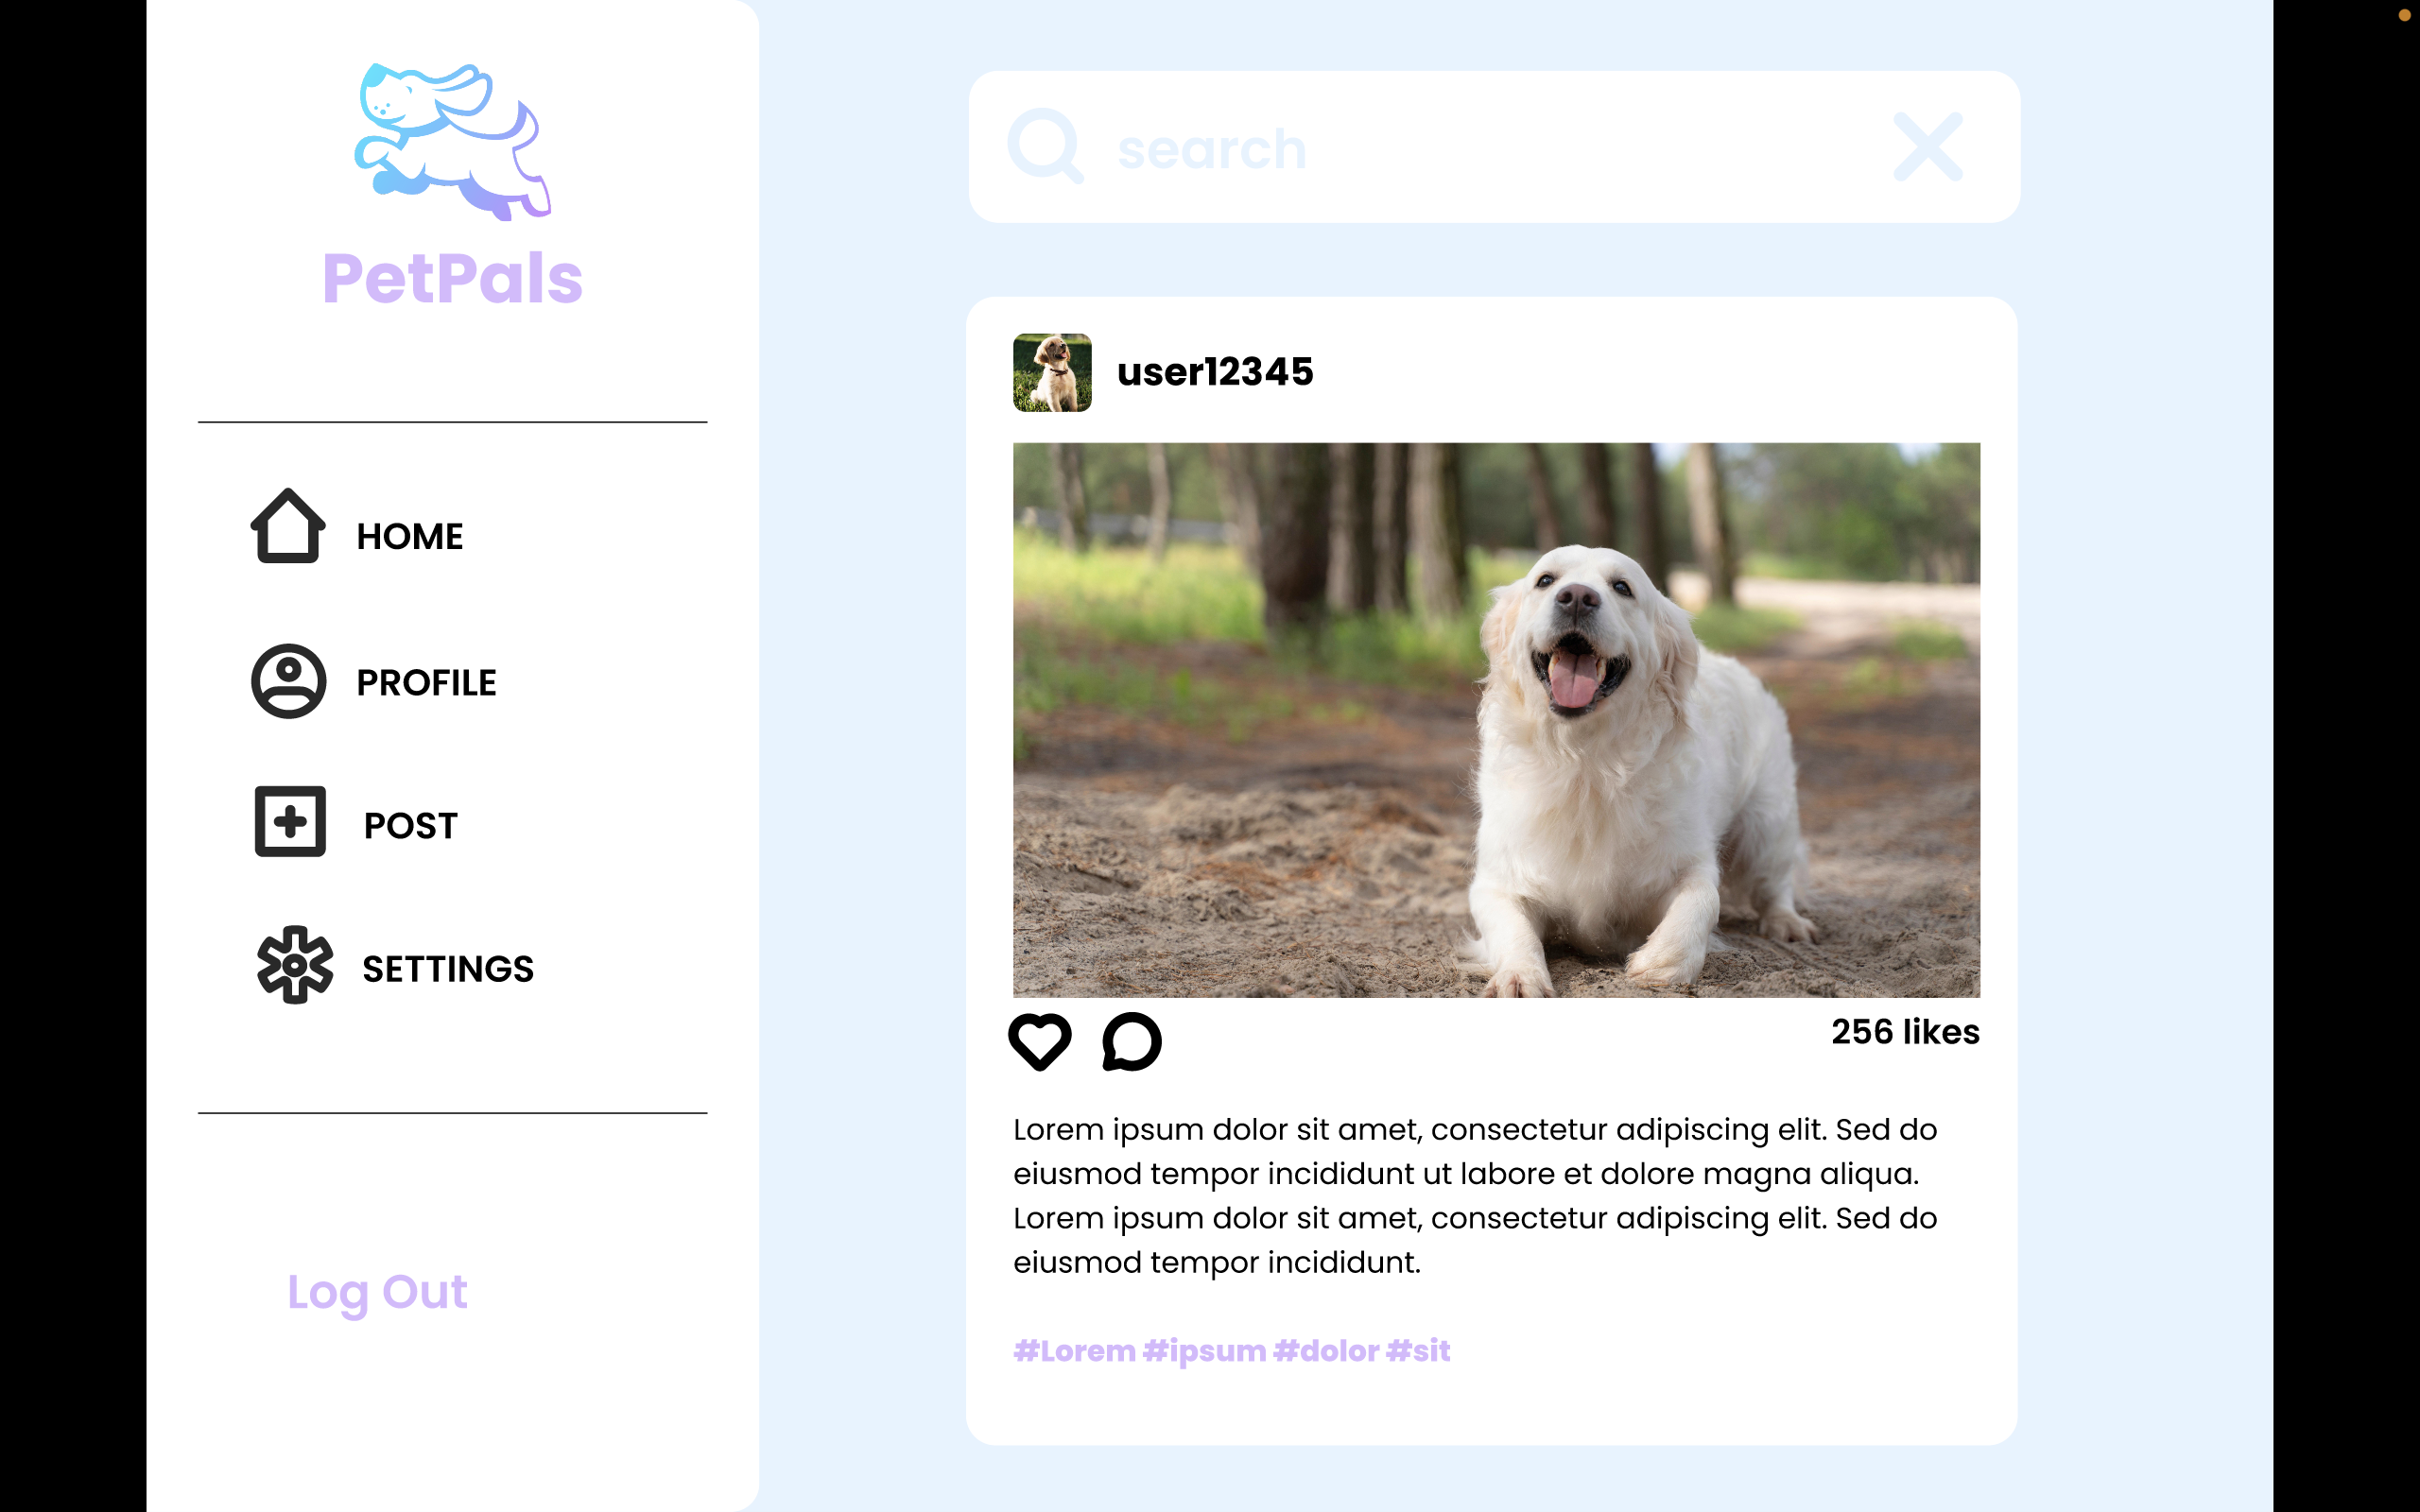 PetPals
HOME
PROFILE
POST
SETTINGS
Log Out
search
user12345
256 likes
Lorem ipsum dolor sit amet, consectetur adipiscing elit. Sed do
eiusmod tempor incididunt ut labore et dolore magna aliqua.
Lorem ipsum dolor sit amet, consectetur adipiscing elit. Sed do
eiusmod tempor incididunt.
#Lorem #ipsum #dolor #sit